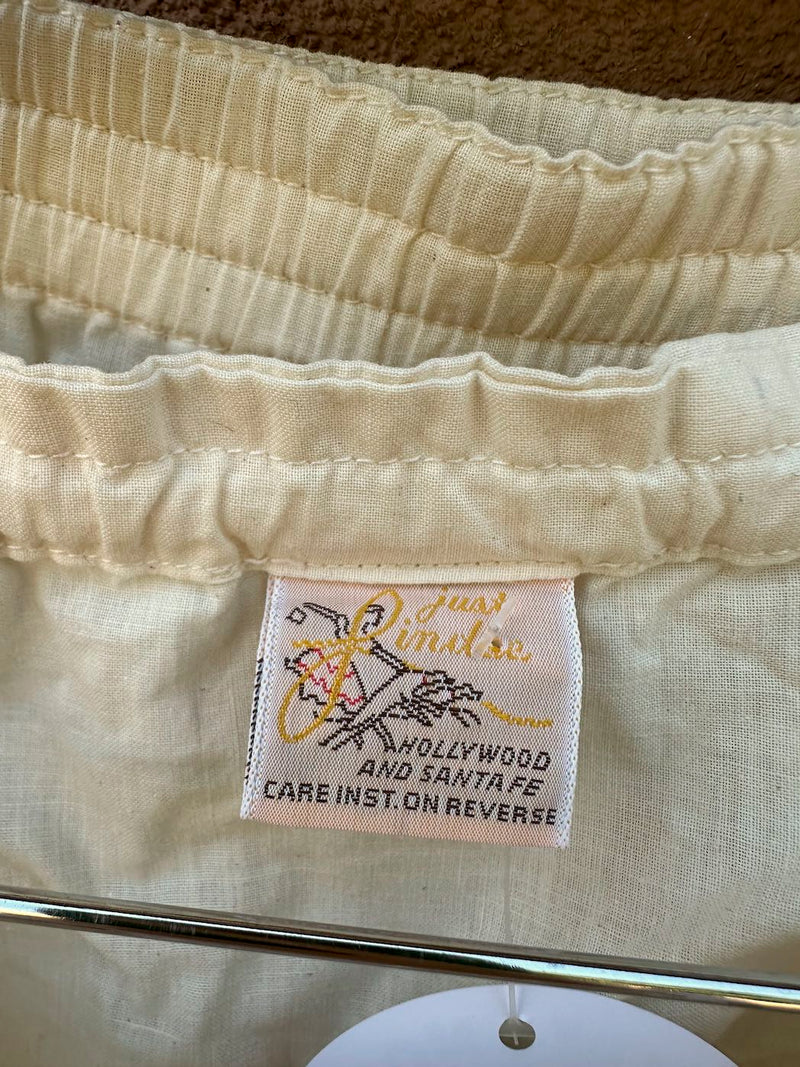 just
HOLLYWOOD
AND SANTA FE
CARE INST. ON REVERSE